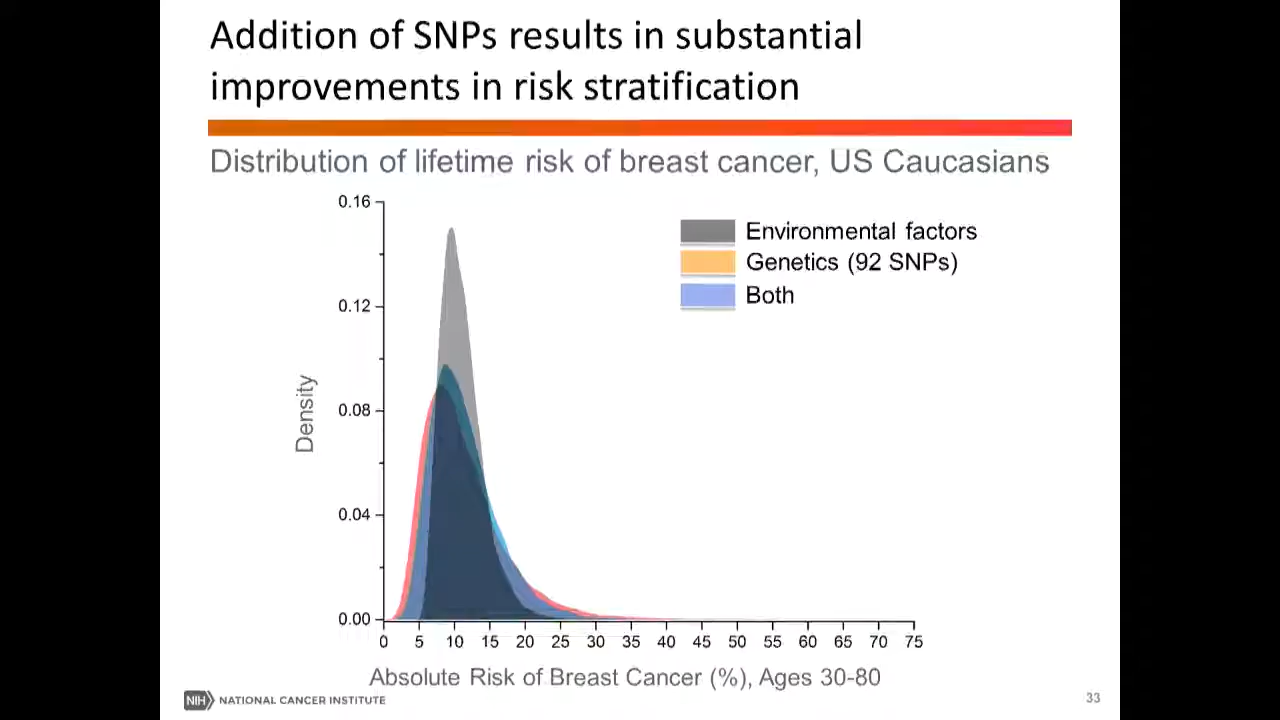 Addition of SNPs results in substantial
improvements in risk stratification
Distribution of lifetime risk of breast cancer, US Caucasians
0.16
0.12
0.08
0.04
0.00
Density
Environmental factors
Genetics (92 SNPs)
Both
0 5 10 15 20 25 30 35 40 45 50 55 60 65 70 75
Absolute Risk of Breast Cancer (%), Ages 30-80
NIH NATIONAL CANCER INSTITUTE
33